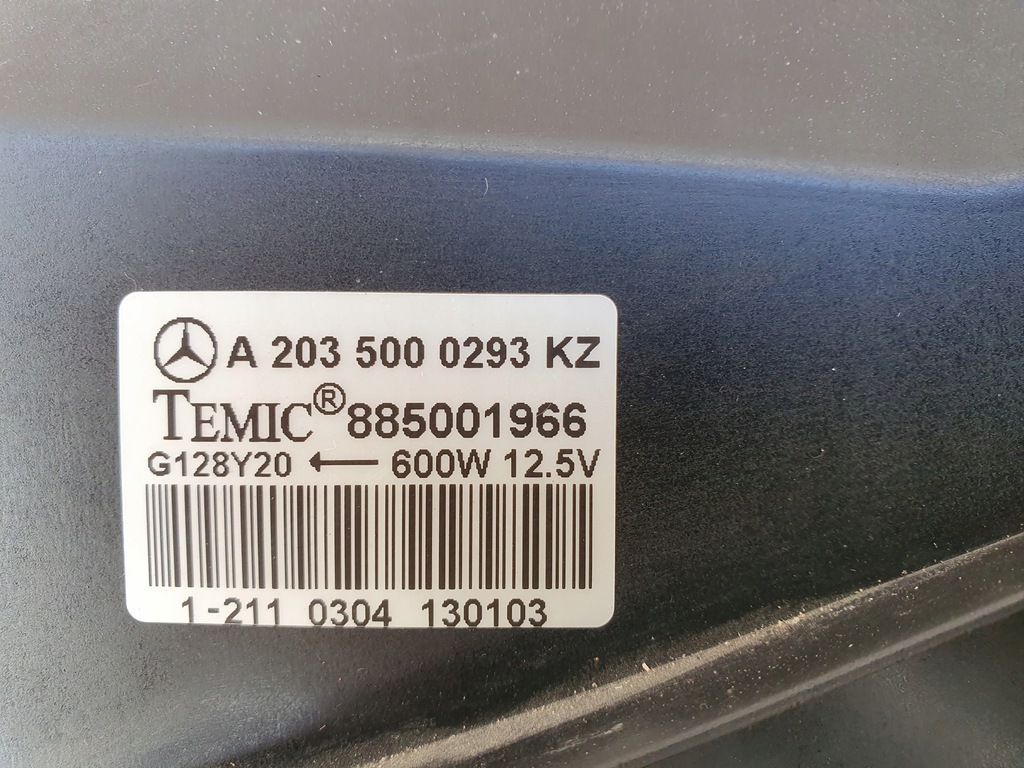 A 203 500 0293 KZ
TEMIC® 885001966
G128Y20 ← 600W 12.5V
1-211 0304 130103